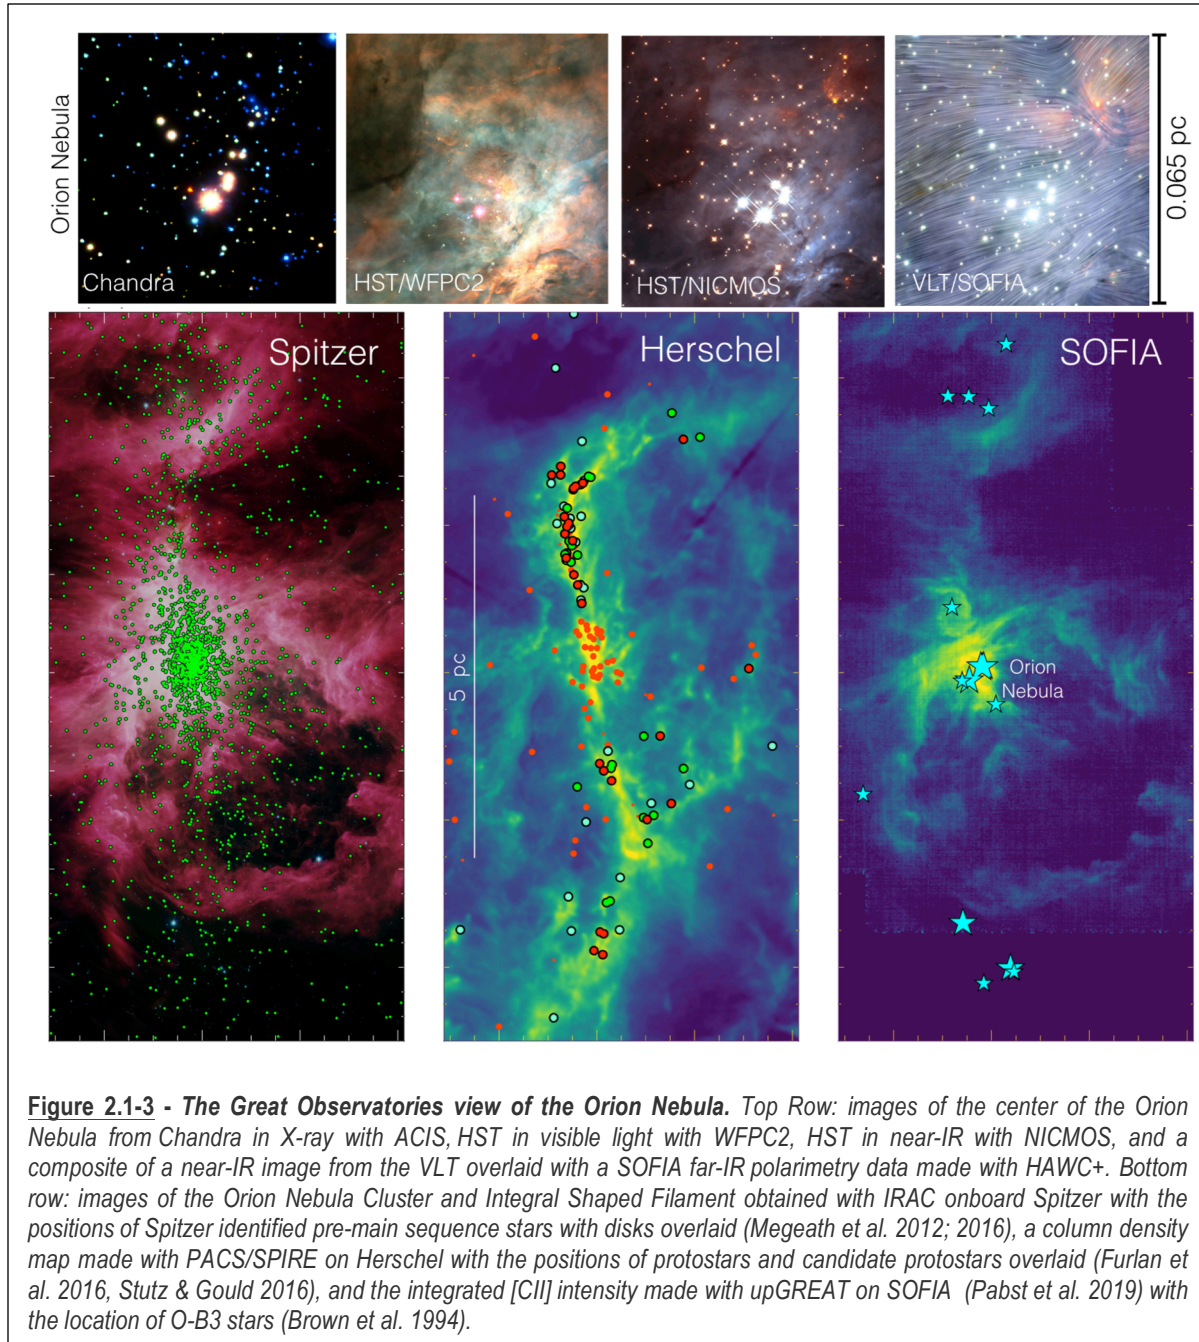 Orion Nebula
Chandra
HST/WFPC2
HST/NICMOS
VLT/SOFIA
0.065 pc
Spitzer
Herschel
SOFIA
5 pc
Orion
Nebula
Figure 2.1-3 - The Great Observatories view of the Orion Nebula. Top Row: images of the center of the Orion
Nebula from Chandra in X-ray with ACIS, HST in visible light with WFPC2, HST in near-IR with NICMOS, and a
composite of a near-IR image from the VLT overlaid with a SOFIA far-IR polarimetry data made with HAWC+. Bottom
row: images of the Orion Nebula Cluster and Integral Shaped Filament obtained with IRAC onboard Spitzer with the
positions of Spitzer identified pre-main sequence stars with disks overlaid (Megeath et al. 2012; 2016), a column density
map made with PACS/SPIRE on Herschel with the positions of protostars and candidate protostars overlaid (Furlan et
al. 2016, Stutz & Gould 2016), and the integrated [CII] intensity made with upGREAT on SOFIA (Pabst et al. 2019) with
the location of O-B3 stars (Brown et al. 1994).